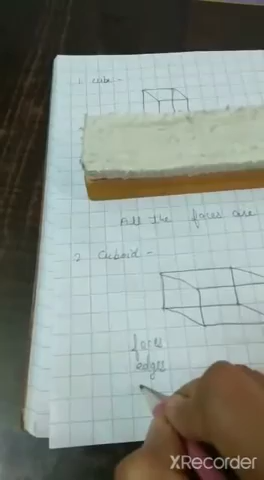 1. Cube:-
All the faces are
2. Cuboid -
faces
edges
XRecorder